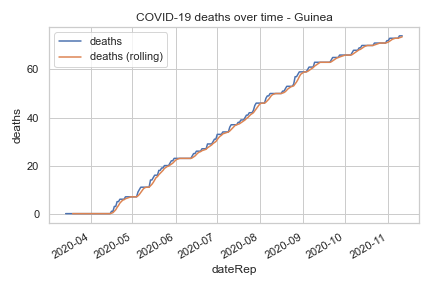 COVID-19 deaths over time - Guinea
deaths
deaths (rolling)
60
40
20
0
deaths
2020-04
2020-05
2020-06
2020-07
2020-08
2020-09
2020-10
2020-11
dateRep